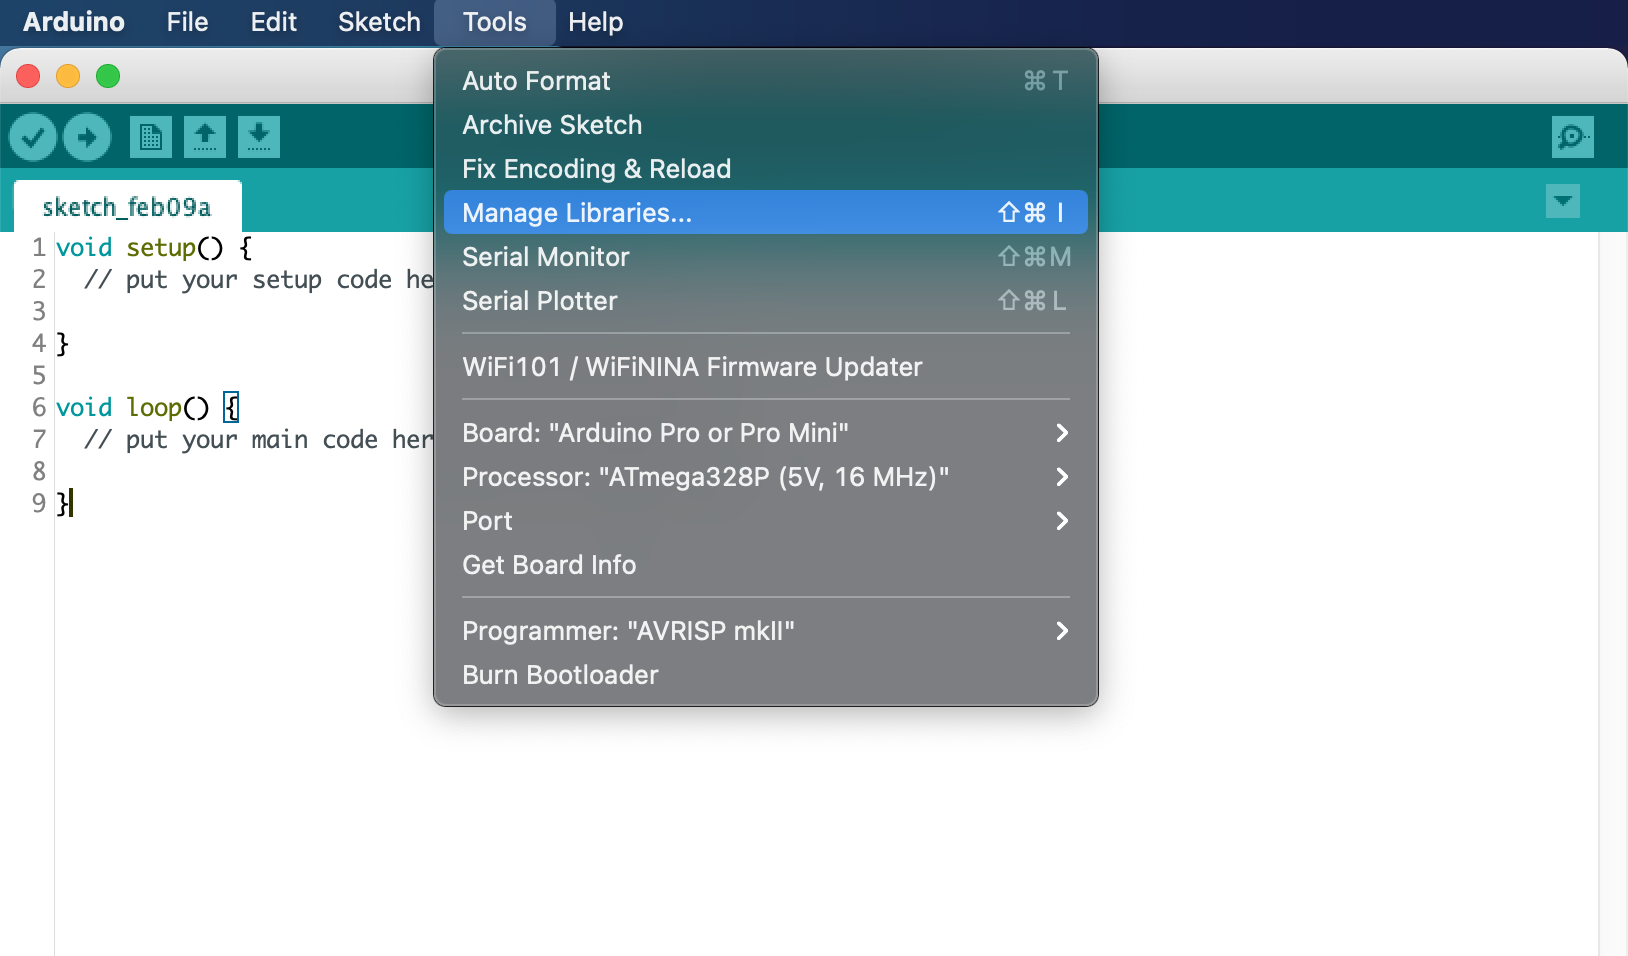 Arduino File Edit Sketch Tools Help
Auto Format ⌘T
Archive Sketch
Fix Encoding & Reload
Manage Libraries... ⇧⌘I
Serial Monitor ⇧⌘M
Serial Plotter ⇧⌘L
WiFi101 / WiFiNINA Firmware Updater
Board: "Arduino Pro or Pro Mini"
Processor: "ATmega328P (5V, 16 MHz)"
Port
Get Board Info
Programmer: "AVRISP mkII"
Burn Bootloader
sketch_feb09a
1 void setup() {
2 // put your setup code he
3
4 }
5
6 void loop() {
7 // put your main code her
8
9 }